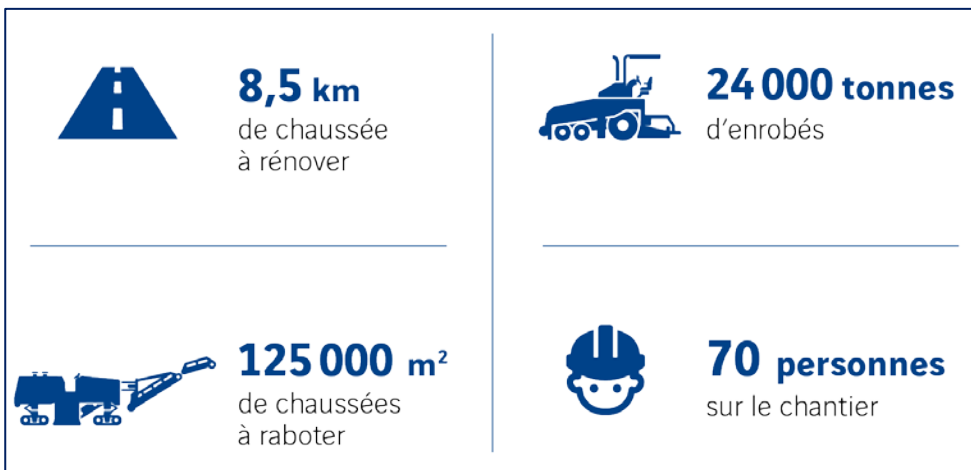 8,5 km
de chaussée
à rénover
24 000 tonnes
d'enrobés
125 000 m²
de chaussées
à raboter
70 personnes
sur le chantier